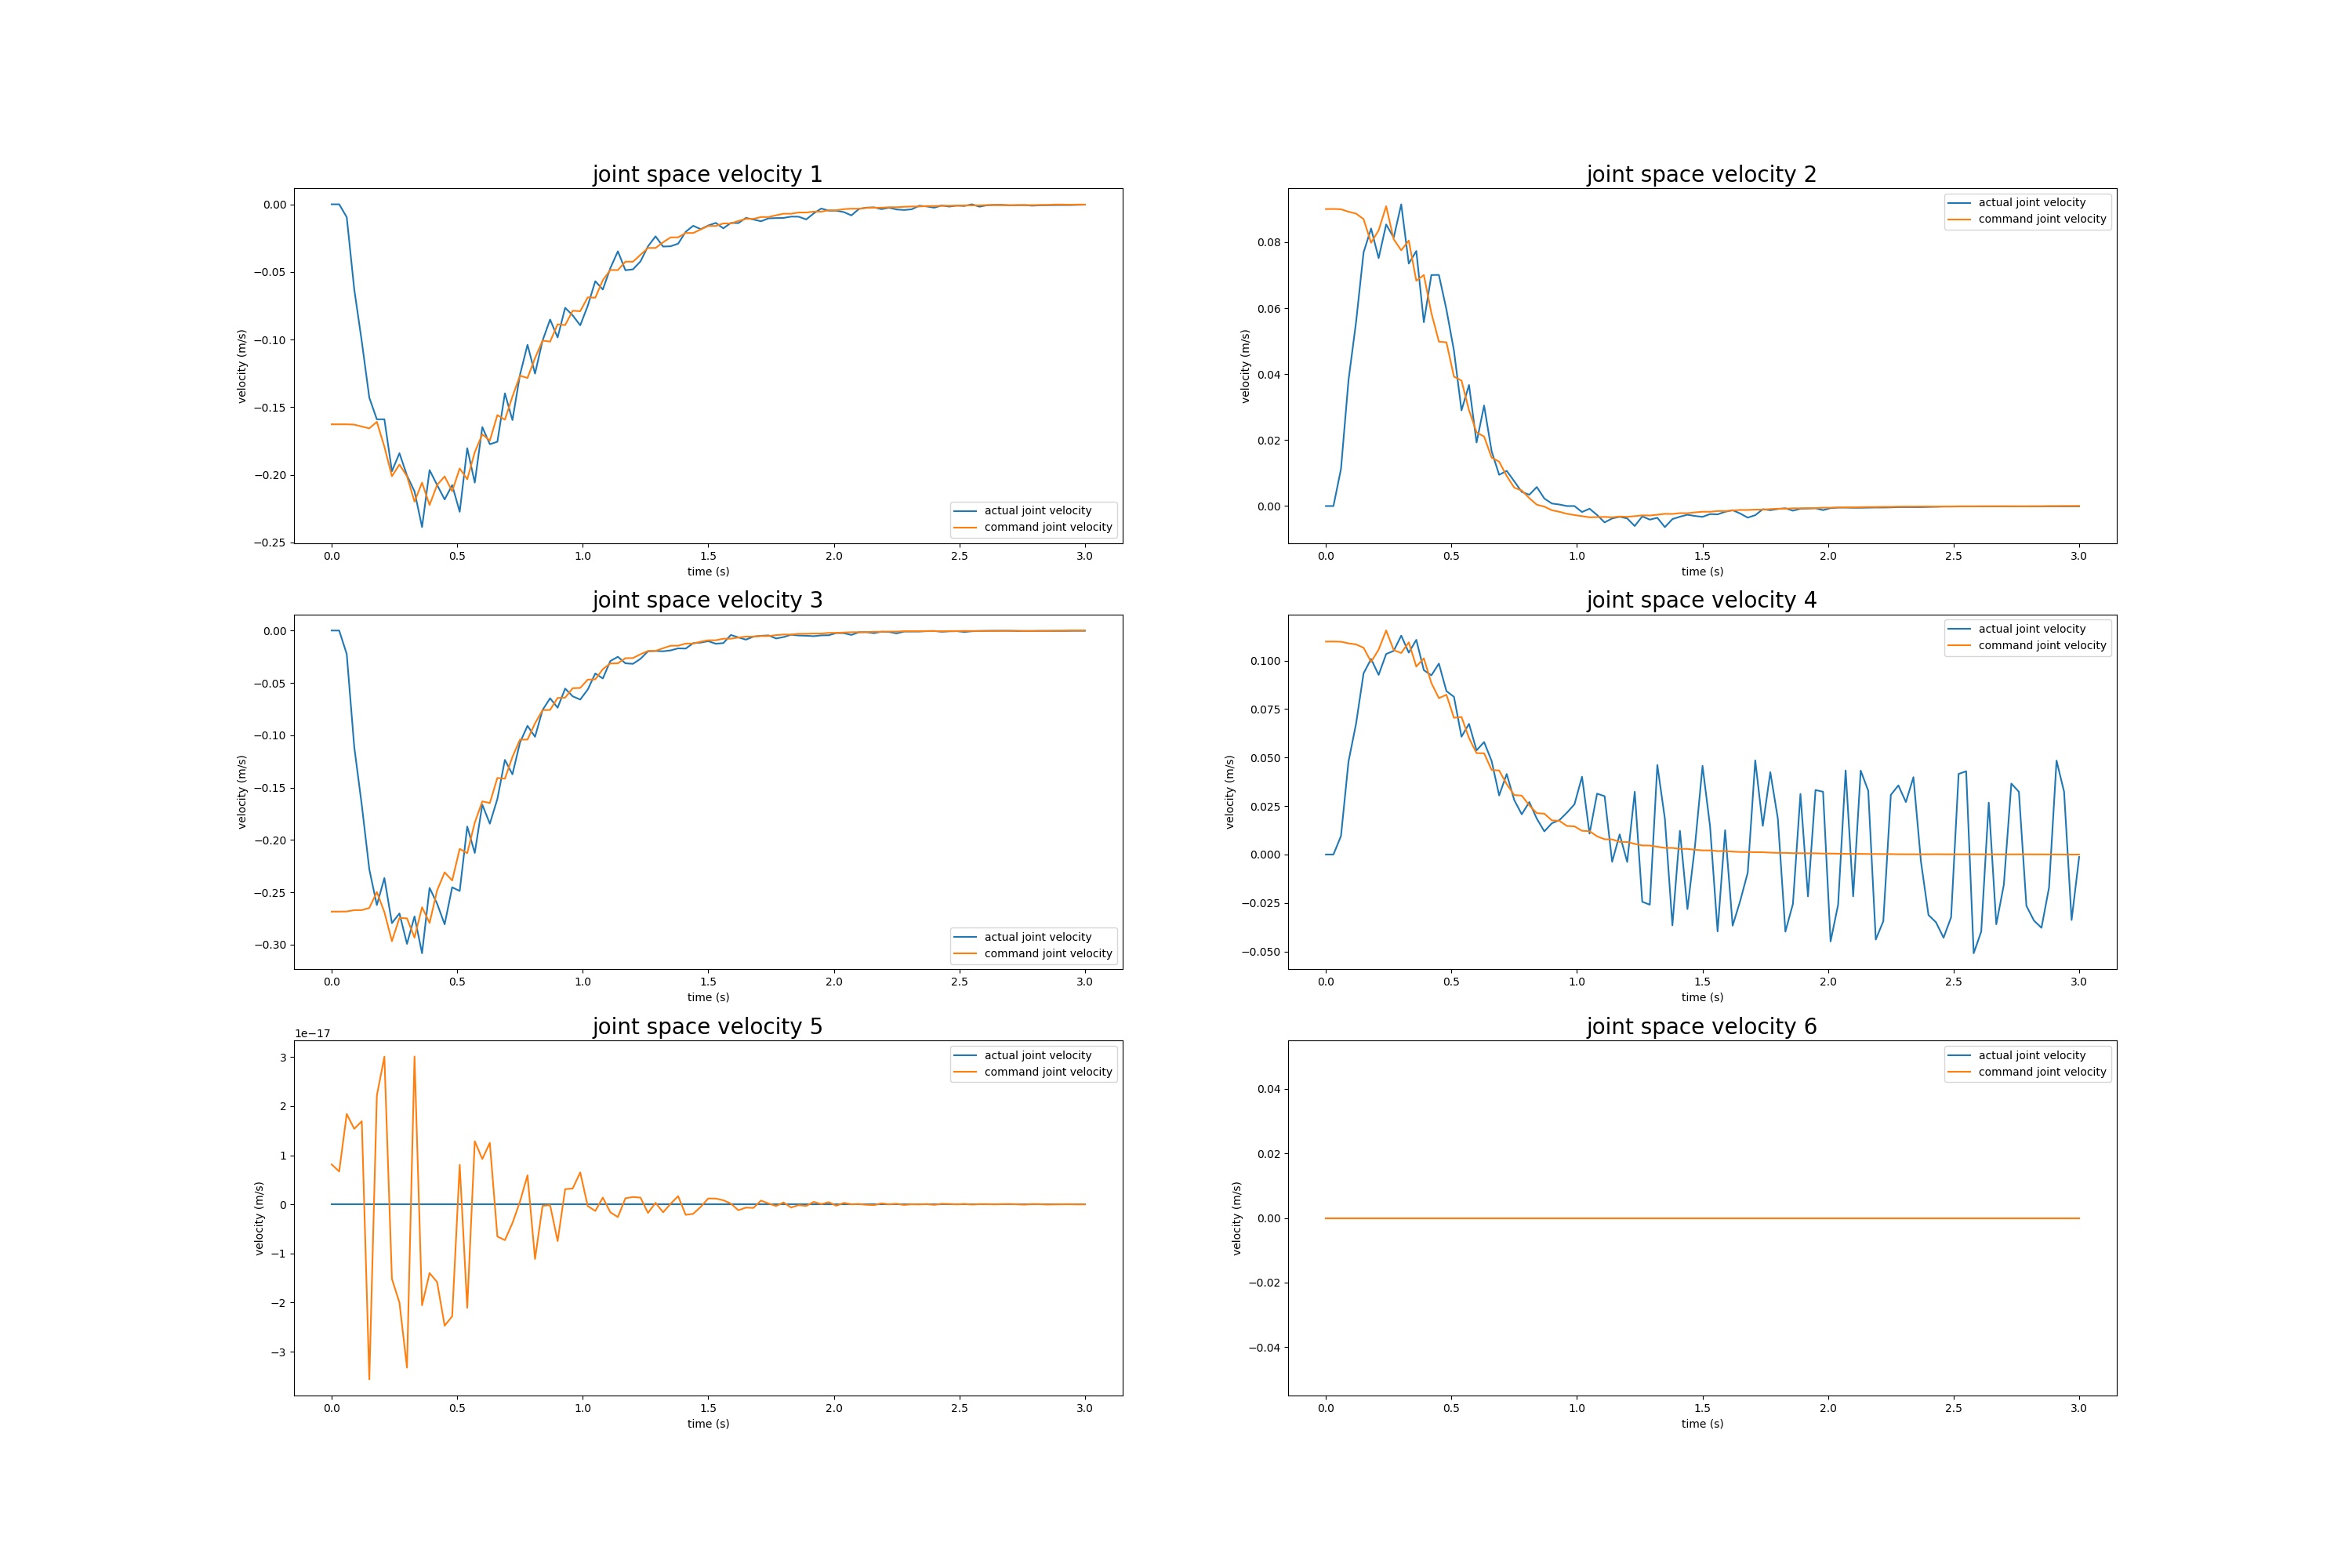 joint space velocity 1
0.00
−0.05
−0.10
−0.15
−0.20
−0.25
velocity (m/s)
actual joint velocity
command joint velocity
0.0 0.5 1.0 1.5 2.0 2.5 3.0
time (s)
joint space velocity 2
0.08
0.06
0.04
0.02
0.00
velocity (m/s)
actual joint velocity
command joint velocity
0.0 0.5 1.0 1.5 2.0 2.5 3.0
time (s)
joint space velocity 3
0.00
−0.05
−0.10
−0.15
−0.20
−0.25
−0.30
velocity (m/s)
actual joint velocity
command joint velocity
0.0 0.5 1.0 1.5 2.0 2.5 3.0
time (s)
joint space velocity 4
0.100
0.075
0.050
0.025
0.000
−0.025
−0.050
velocity (m/s)
actual joint velocity
command joint velocity
0.0 0.5 1.0 1.5 2.0 2.5 3.0
time (s)
joint space velocity 5
1e−17
3
2
1
0
−1
−2
−3
velocity (m/s)
actual joint velocity
command joint velocity
0.0 0.5 1.0 1.5 2.0 2.5 3.0
time (s)
joint space velocity 6
0.04
0.02
0.00
−0.02
−0.04
velocity (m/s)
actual joint velocity
command joint velocity
0.0 0.5 1.0 1.5 2.0 2.5 3.0
time (s)